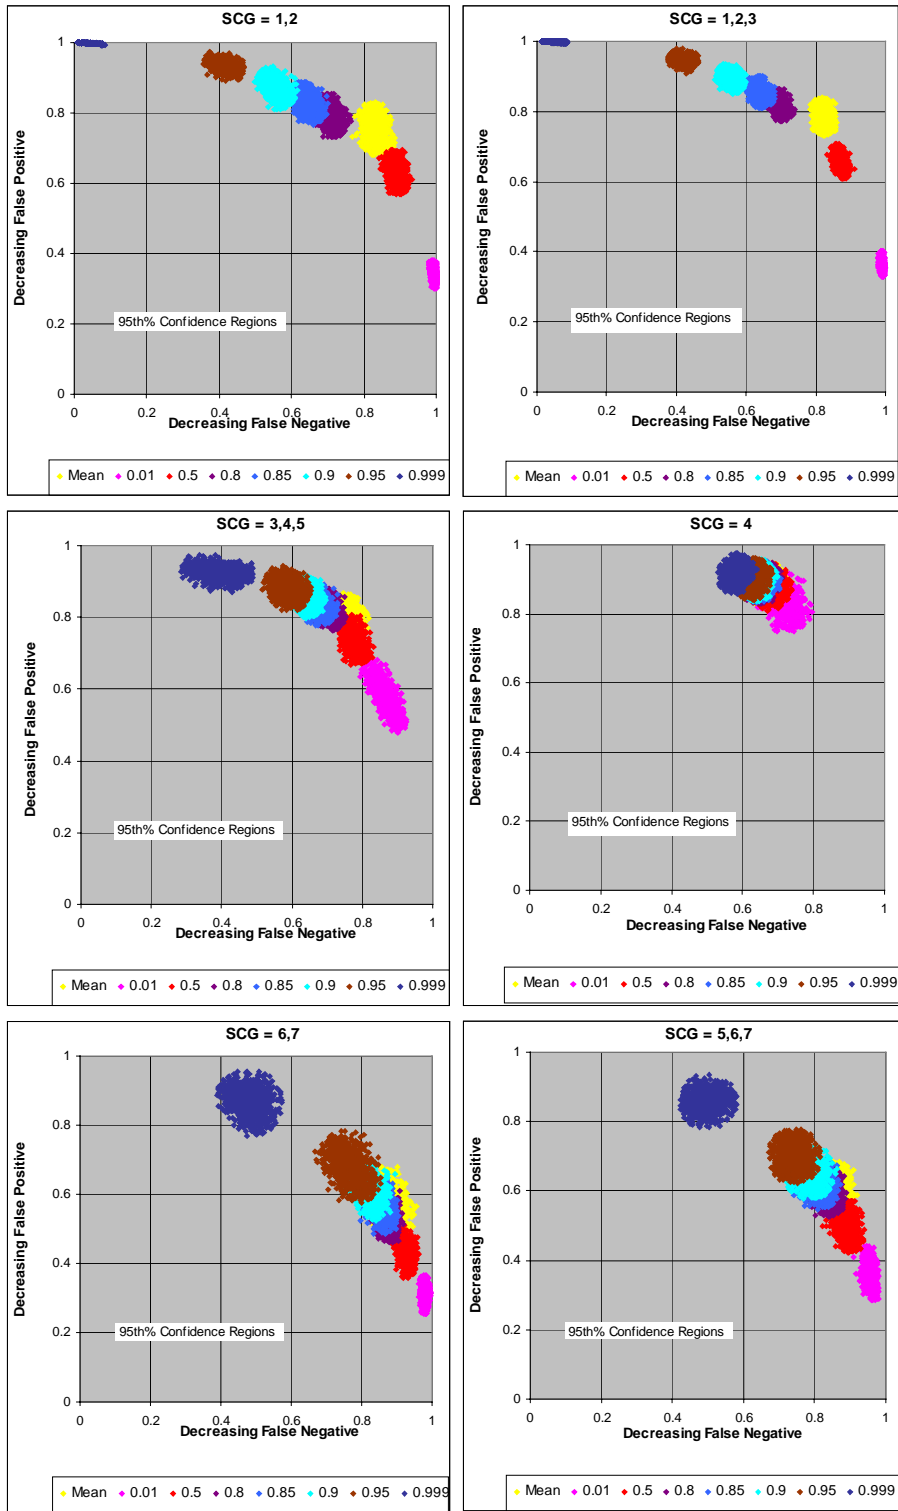 SCG = 1,2
1
0.8
0.6
0.4
0.2
0
0
0.2
0.4
0.6
0.8
1
Decreasing False Positive
Decreasing False Negative
95th% Confidence Regions
Mean 0.01 0.5 0.8 0.85 0.9 0.95 0.999
SCG = 1,2,3
1
0.8
0.6
0.4
0.2
0
0
0.2
0.4
0.6
0.8
1
Decreasing False Positive
Decreasing False Negative
95th% Confidence Regions
Mean 0.01 0.5 0.8 0.85 0.9 0.95 0.999
SCG = 3,4,5
1
0.8
0.6
0.4
0.2
0
0
0.2
0.4
0.6
0.8
1
Decreasing False Positive
Decreasing False Negative
95th% Confidence Regions
Mean 0.01 0.5 0.8 0.85 0.9 0.95 0.999
SCG = 4
1
0.8
0.6
0.4
0.2
0
0
0.2
0.4
0.6
0.8
1
Decreasing False Positive
Decreasing False Negative
95th% Confidence Regions
Mean 0.01 0.5 0.8 0.85 0.9 0.95 0.999
SCG = 6,7
1
0.8
0.6
0.4
0.2
0
0
0.2
0.4
0.6
0.8
1
Decreasing False Positive
Decreasing False Negative
95th% Confidence Regions
Mean 0.01 0.5 0.8 0.85 0.9 0.95 0.999
SCG = 5,6,7
1
0.8
0.6
0.4
0.2
0
0
0.2
0.4
0.6
0.8
1
Decreasing False Positive
Decreasing False Negative
95th% Confidence Regions
Mean 0.01 0.5 0.8 0.85 0.9 0.95 0.999